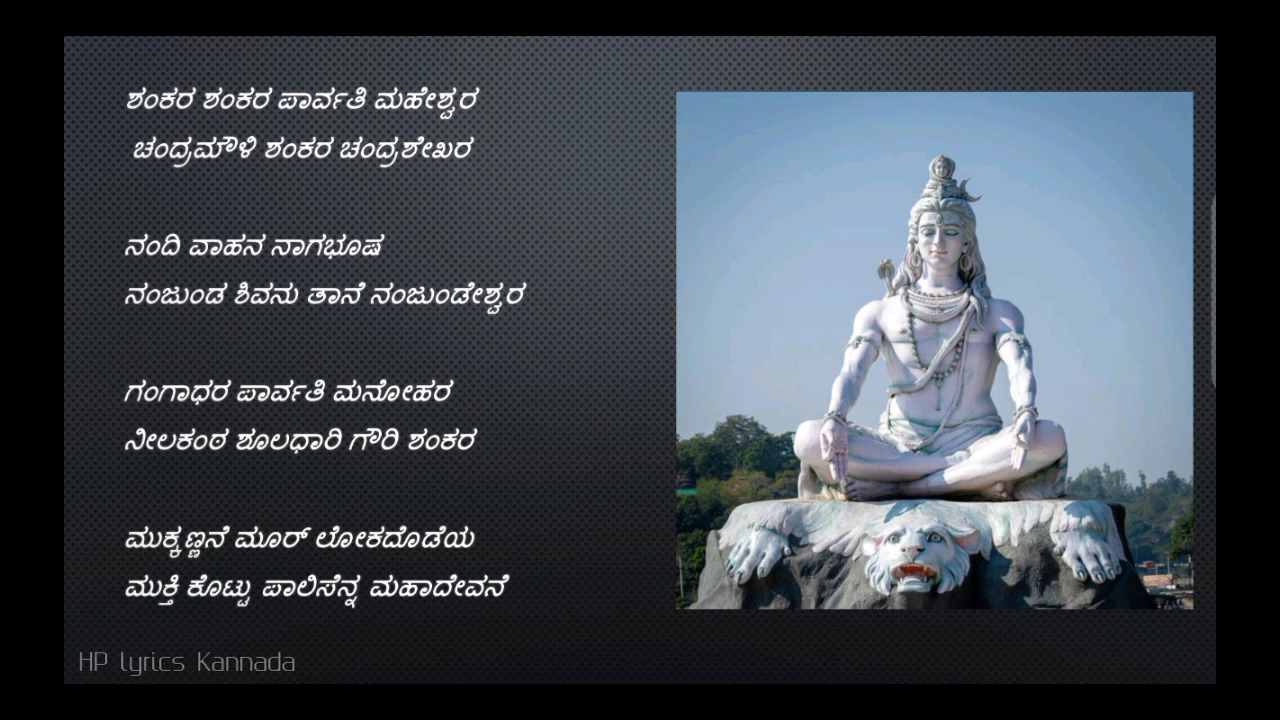 ಶಂಕರ ಶಂಕರ ಪಾರ್ವತಿ ಮಹೇಶ್ವರ
ಚಂದ್ರಮೌಳಿ ಶಂಕರ ಚಂದ್ರಶೇಖರ
ನಂದಿ ವಾಹನ ನಾಗಭೂಷ
ನಂಜುಂಡ ಶಿವನು ತಾನೆ ನಂಜುಂಡೇಶ್ವರ
ಗಂಗಾಧರ ಪಾರ್ವತಿ ಮನೋಹರ
ನೀಲಕಂಠ ಶೂಲಧಾರಿ ಗೌರಿ ಶಂಕರ
ಮುಕ್ಕಣ್ಣನೆ ಮೂರ್ ಲೋಕದೊಡೆಯ
ಮುಕ್ತಿ ಕೊಟ್ಟು ಪಾಲಿಸೆನ್ನ ಮಹಾದೇವನೆ
HP lyrics Kannada